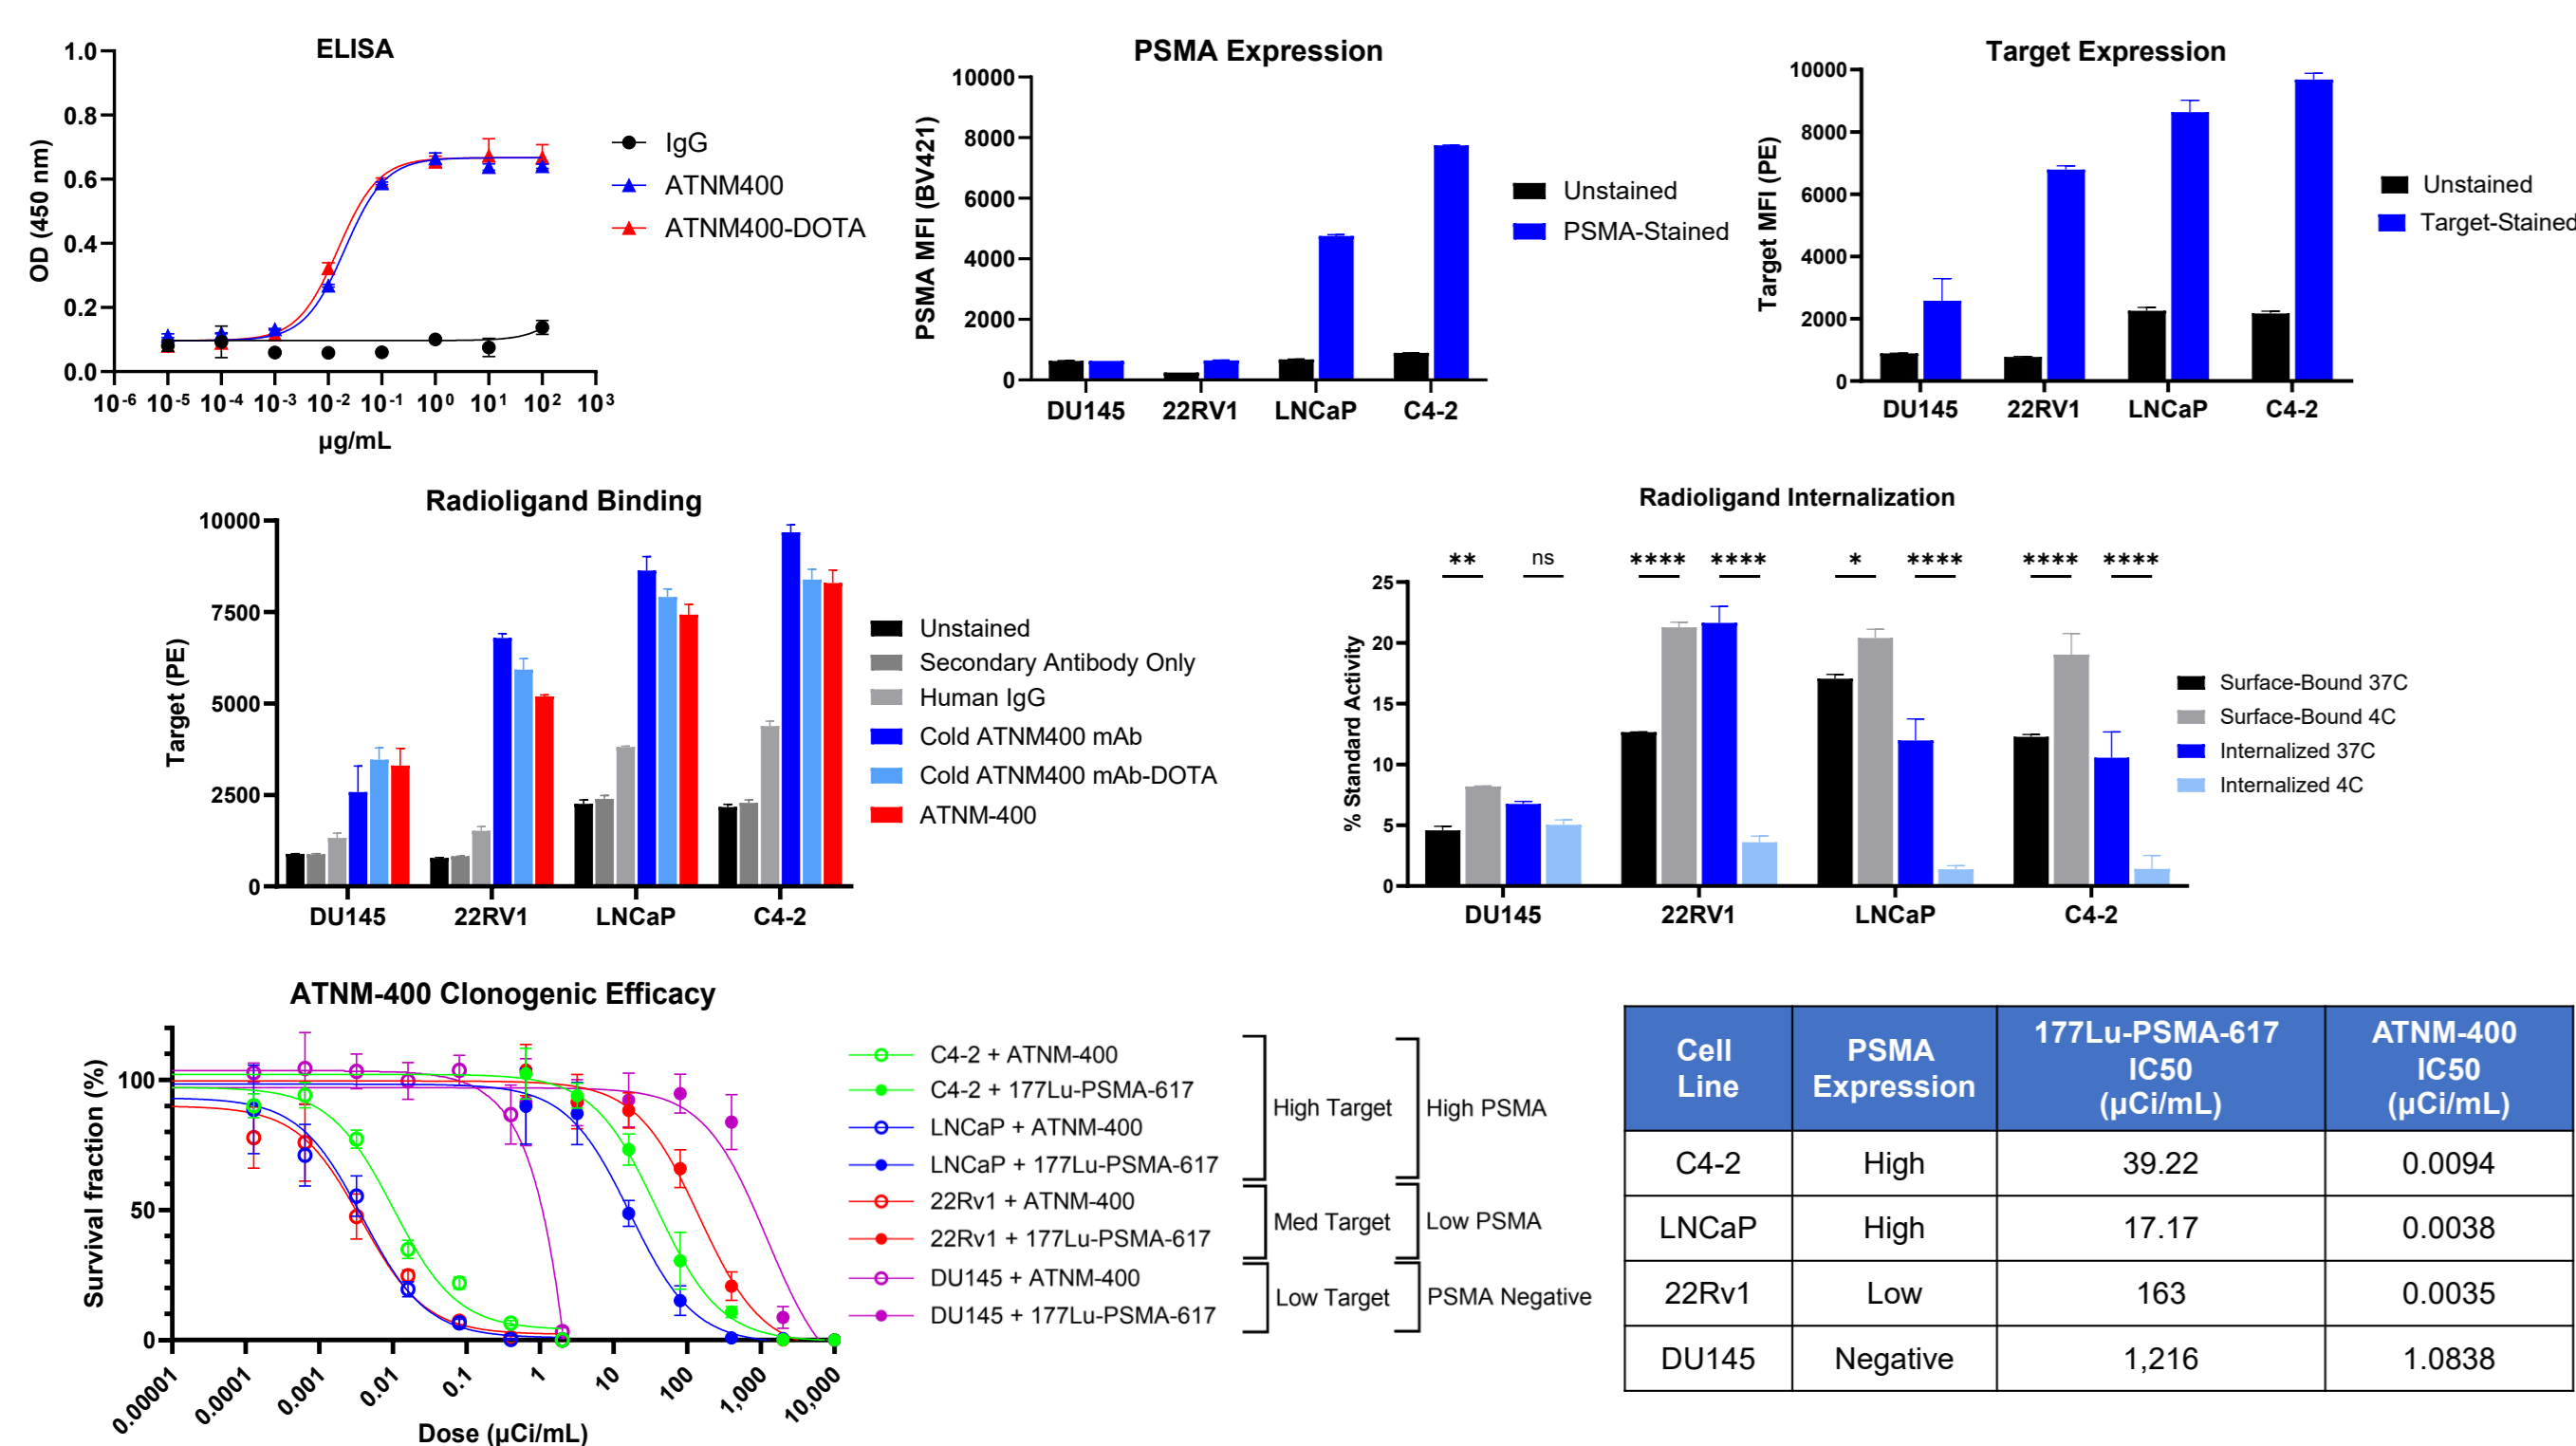 ELISA
1.0
0.8
0.6
0.4
0.2
0.0
OD (450 nm)
10-6 10-5 10-4 10-3 10-2 10-1 100 101 102 103
µg/mL
IgG
ATNM400
ATNM400-DOTA
PSMA Expression
10000
8000
6000
4000
2000
0
PSMA MFI (BV421)
DU145 22RV1 LNCaP C4-2
Unstained
PSMA-Stained
Target Expression
10000
8000
6000
4000
2000
0
Target MFI (PE)
DU145 22RV1 LNCaP C4-2
Unstained
Target-Stained
Radioligand Binding
10000
7500
5000
2500
0
Target (PE)
DU145 22RV1 LNCaP C4-2
Unstained
Secondary Antibody Only
Human IgG
Cold ATNM400 mAb
Cold ATNM400 mAb-DOTA
ATNM-400
Radioligand Internalization
** ns **** **** * **** **** ****
25
20
15
10
5
0
% Standard Activity
DU145 22RV1 LNCaP C4-2
Surface-Bound 37C
Surface-Bound 4C
Internalized 37C
Internalized 4C
ATNM-400 Clonogenic Efficacy
100
50
0
Survival fraction (%)
0.00001 0.0001 0.001 0.01 0.1 1 10 100 1,000 10,000
Dose (µCi/mL)
C4-2 + ATNM-400
C4-2 + 177Lu-PSMA-617
LNCaP + ATNM-400
LNCaP + 177Lu-PSMA-617
22Rv1 + ATNM-400
22Rv1 + 177Lu-PSMA-617
DU145 + ATNM-400
DU145 + 177Lu-PSMA-617
High Target High PSMA
Med Target Low PSMA
Low Target PSMA Negative
Cell Line PSMA Expression 177Lu-PSMA-617 IC50 (µCi/mL) ATNM-400 IC50 (µCi/mL)
C4-2 High 39.22 0.0094
LNCaP High 17.17 0.0038
22Rv1 Low 163 0.0035
DU145 Negative 1,216 1.0838